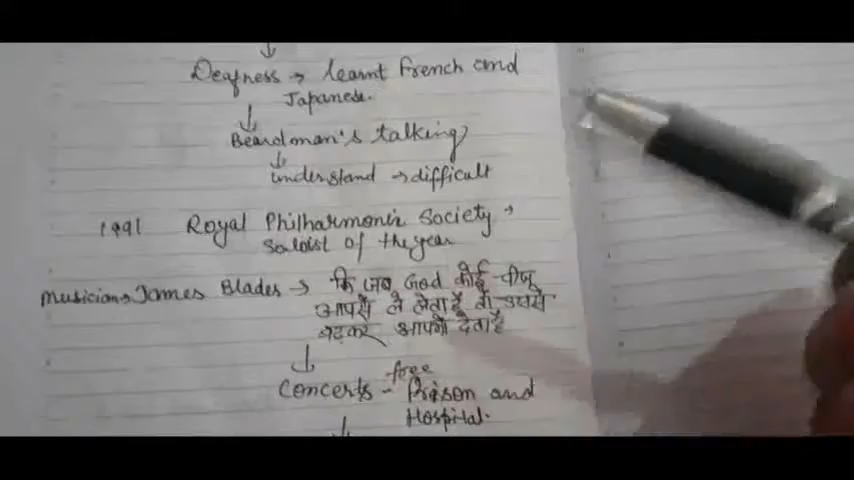 Deafness → learnt French and
Japanese.
↓
Beardman's talking
↓
understand → difficult
1991 Royal Philharmonic Society '
Soloist of the year
Musician → James Blades → कि जब God कोई चीज़
आपसे ले लेता है तो उससे
बढ़कर आपको देता है
↓
Concerts - free Prison and
Hospital.
↓